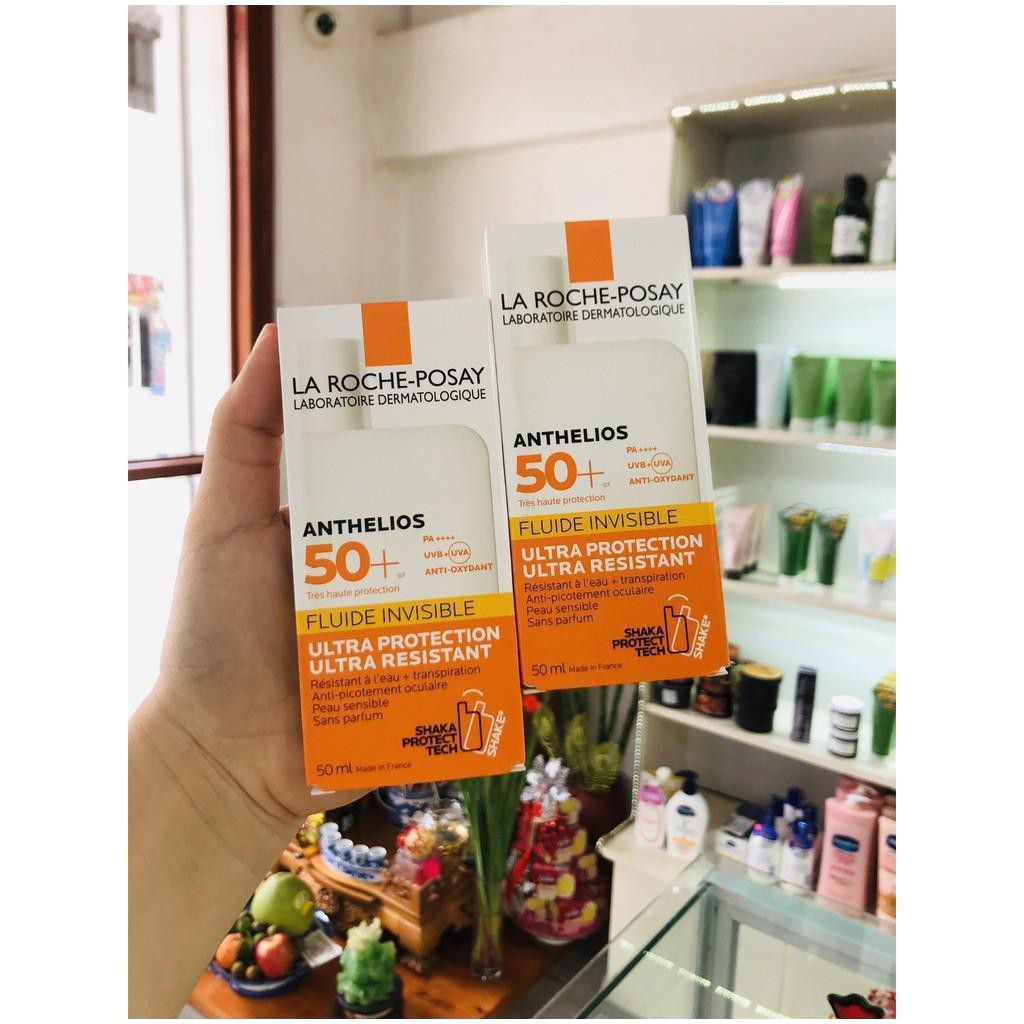 LA ROCHE-POSAY
LABORATOIRE DERMATOLOGIQUE
ANTHELIOS
50+
Très haute protection
PA ++++
UVB+UVA
ANTI-OXYDANT
FLUIDE INVISIBLE
ULTRA PROTECTION
ULTRA RESISTANT
Résistant à l'eau + transpiration
Anti-picotement oculaire
Peau sensible
Sans parfum
SHAKA
PROTECT
TECH
SHAKE®
50 ml Made in France
LA ROCHE-POSAY
LABORATOIRE DERMATOLOGIQUE
ANTHELIOS
50+
Très haute protection
PA ++++
UVB+UVA
ANTI-OXYDANT
FLUIDE INVISIBLE
ULTRA PROTECTION
ULTRA RESISTANT
Résistant à l'eau + transpiration
Anti-picotement oculaire
Peau sensible
Sans parfum
SHAKA
PROTECT
TECH
SHAKE®
50 ml Made in France
Vaseline